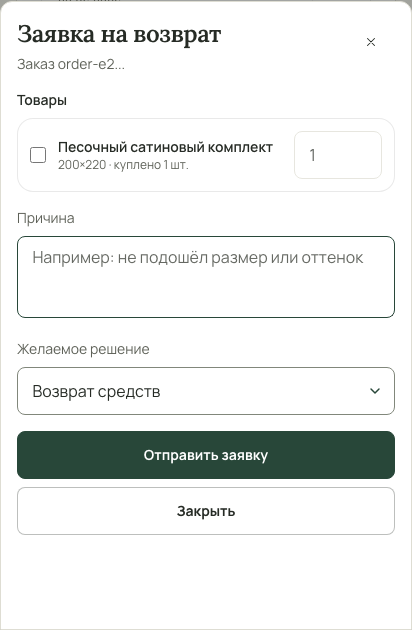 Заявка на возврат
Заказ order-e2...
Товары
Песочный сатиновый комплект
200×220 · куплено 1 шт.
1
Причина
Например: не подошёл размер или оттенок
Желаемое решение
Возврат средств
Отправить заявку
Закрыть